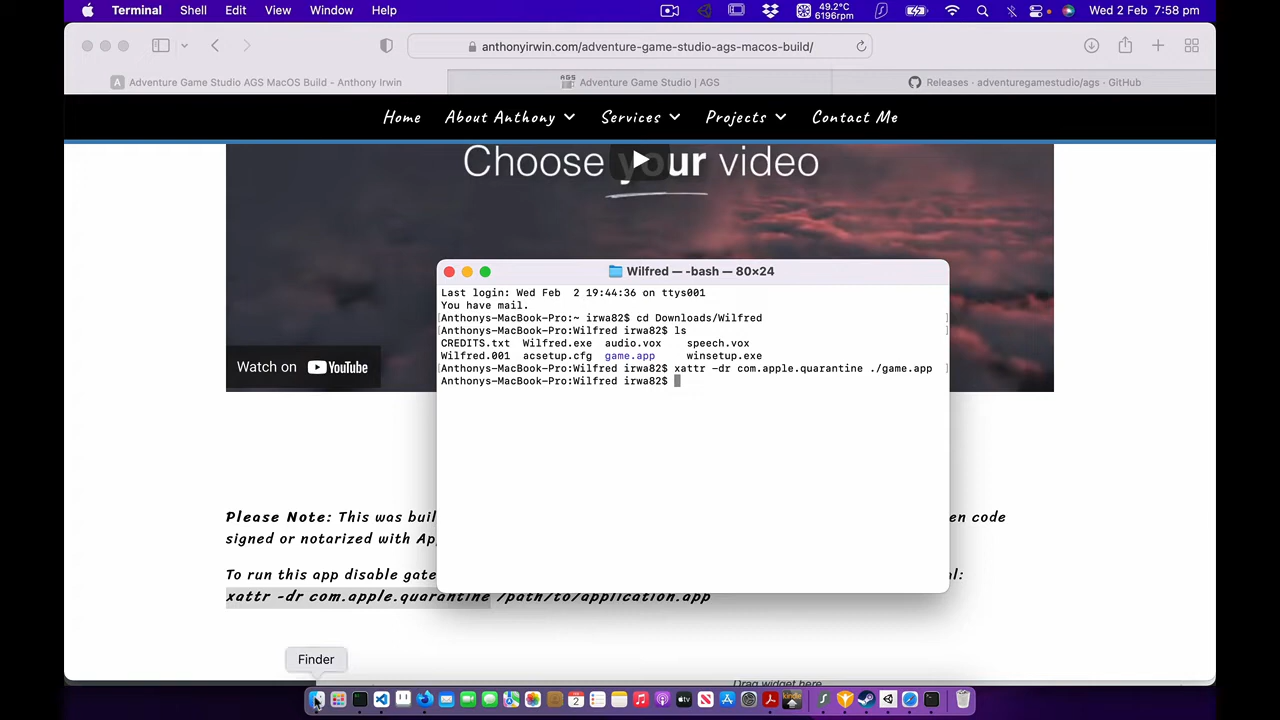 Terminal Shell Edit View Window Help 49.2°C 6196rpm Wed 2 Feb 7:58 pm
anthonyirwin.com/adventure-game-studio-ags-macos-build/
A Adventure Game Studio AGS MacOS Build - Anthony Irwin AGS Adventure Game Studio | AGS Releases · adventuregamestudio/ags · GitHub
Home About Anthony Services Projects Contact Me
Choose your video
Watch on YouTube
Wilfred — -bash — 80×24
Last login: Wed Feb  2 19:44:36 on ttys001
You have mail.
[Anthonys-MacBook-Pro:~ irwa82$ cd Downloads/Wilfred ]
[Anthonys-MacBook-Pro:Wilfred irwa82$ ls ]
CREDITS.txt Wilfred.exe audio.vox speech.vox
Wilfred.001 acsetup.cfg game.app winsetup.exe
[Anthonys-MacBook-Pro:Wilfred irwa82$ xattr -dr com.apple.quarantine ./game.app ]
Anthonys-MacBook-Pro:Wilfred irwa82$
Please Note: This was buil en code
signed or notarized with Ap
To run this app disable gate l:
xattr -dr com.apple.quarantine /path/to/application.app
Finder
Drag widget here
2
kindle